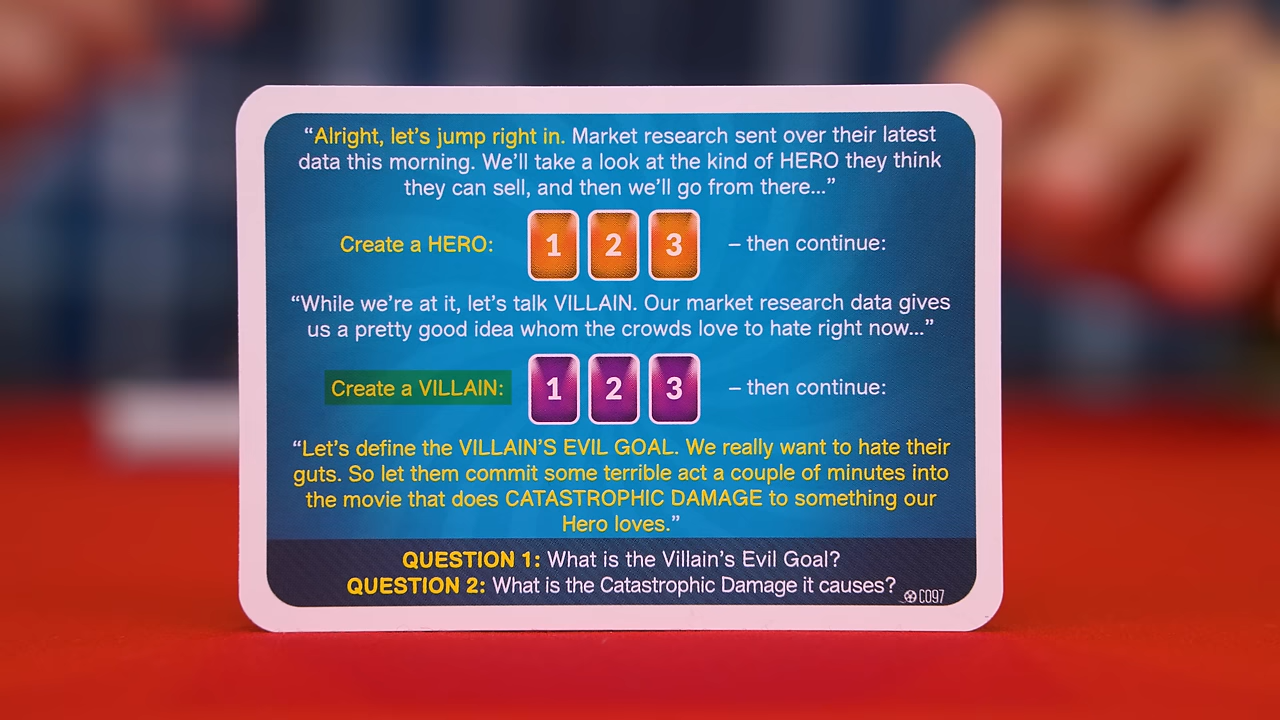 “Alright, let’s jump right in. Market research sent over their latest
data this morning. We’ll take a look at the kind of HERO they think
they can sell, and then we’ll go from there...”
Create a HERO: 1 2 3 – then continue:
“While we’re at it, let’s talk VILLAIN. Our market research data gives
us a pretty good idea whom the crowds love to hate right now...”
Create a VILLAIN: 1 2 3 – then continue:
“Let’s define the VILLAIN’S EVIL GOAL. We really want to hate their
guts. So let them commit some terrible act a couple of minutes into
the movie that does CATASTROPHIC DAMAGE to something our
Hero loves.”
QUESTION 1: What is the Villain’s Evil Goal?
QUESTION 2: What is the Catastrophic Damage it causes?
C097